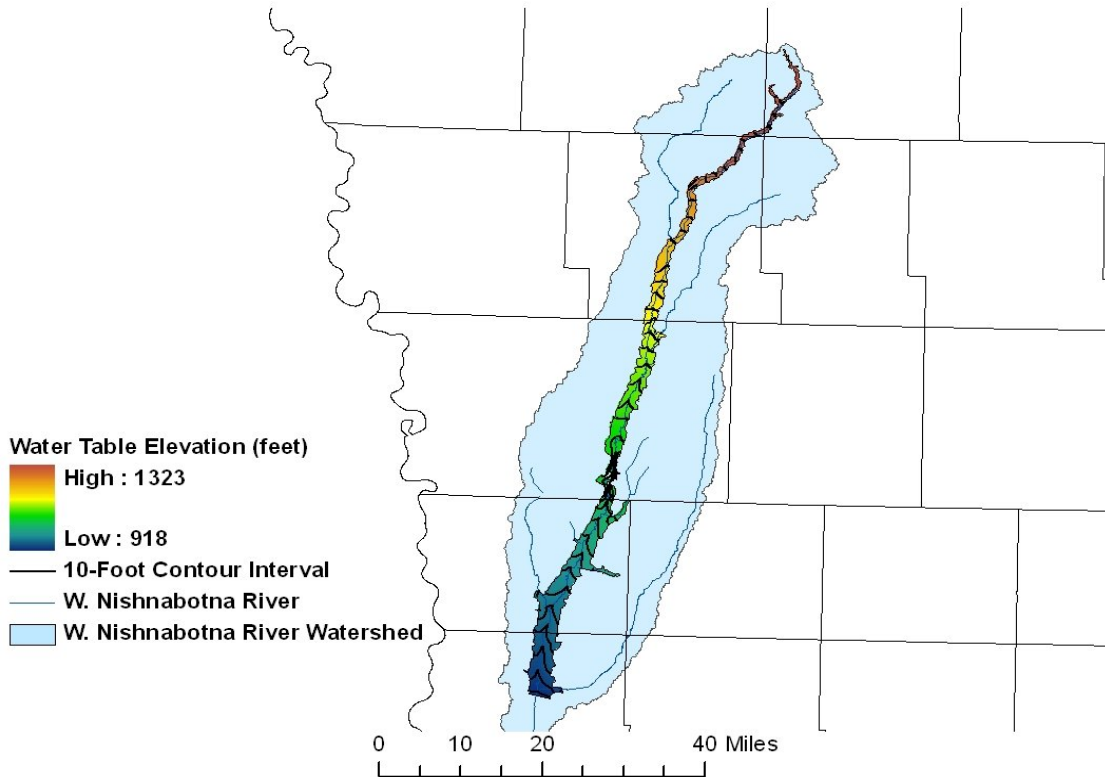 Water Table Elevation (feet)
High : 1323
Low : 918
10-Foot Contour Interval
W. Nishnabotna River
W. Nishnabotna River Watershed
0 10 20 40 Miles